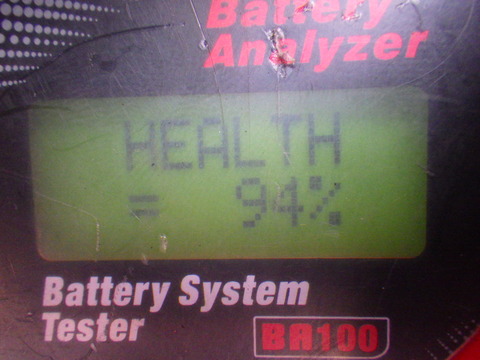 Battery
Analyzer
HEALTH
= 94%
Battery System
Tester
BA100